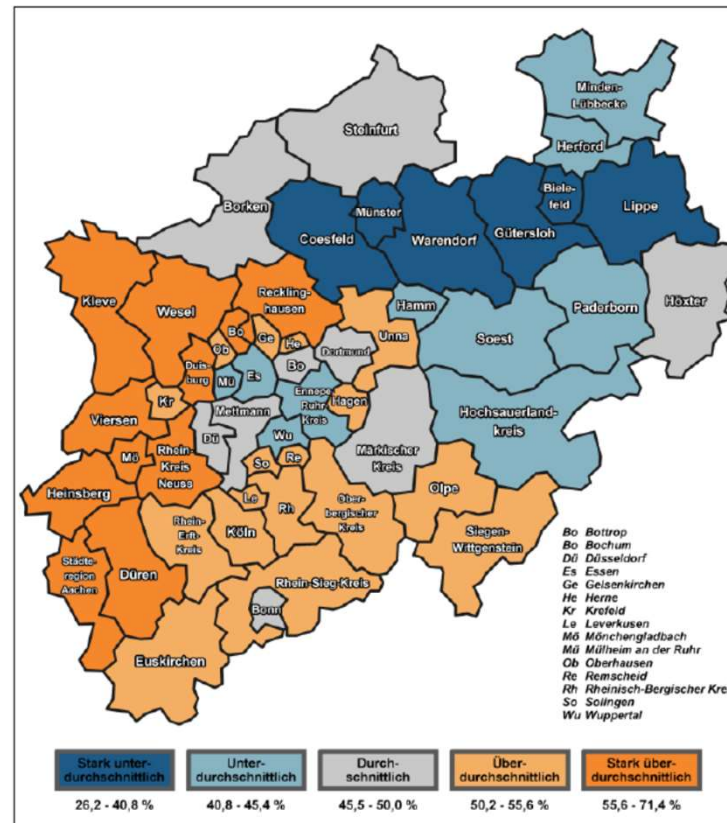 Minden-
Lübbecke
Steinfurt
Herford
Biele-
feld
Borken
Münster
Lippe
Coesfeld
Warendorf
Gütersloh
Kleve
Wesel
Reckling-
hausen
Hamm
Paderborn
Höxter
Unna
Soest
Bo
Ob
Ge
He
Dortmund
Duis-
burg
Mü
Es
Bo
Ennepe
Ruhr
Kreis
Hagen
Kr
Mettmann
Hochsauerland-
kreis
Viersen
Dü
Wu
Märkischer
Kreis
Mö
Rhein-
Kreis
Neuss
So
Re
Heinsberg
Le
Rh
Ober-
bergischer
Kreis
Olpe
Rhein-
Erft-
Kreis
Köln
Siegen-
Wittgenstein
Städte-
region
Aachen
Düren
Rhein-Sieg-Kreis
Bonn
Euskirchen
Bo Bottrop
Bo Bochum
Dü Düsseldorf
Es Essen
Ge Gelsenkirchen
He Herne
Kr Krefeld
Le Leverkusen
Mö Mönchengladbach
Mü Mülheim an der Ruhr
Ob Oberhausen
Re Remscheid
Rh Rheinisch-Bergischer Kre
So Solingen
Wu Wuppertal
Stark unter-
durchschnittlich
Unter-
durchschnittlich
Durch-
schnittlich
Über-
durchschnittlich
Stark über-
durchschnittlich
26,2 - 40,8 %
40,8 - 45,4 %
45,5 - 50,0 %
50,2 - 55,6 %
55,6 - 71,4 %